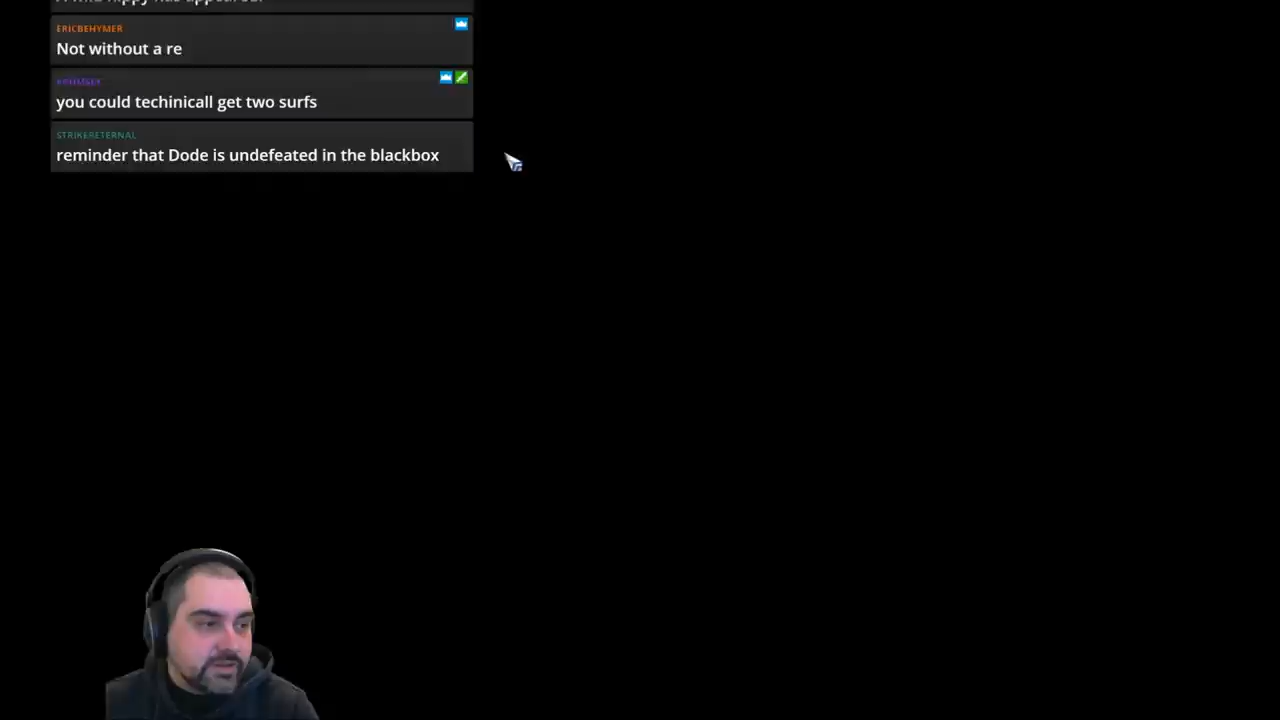 ERICBEHYMER
Not without a re
you could techinicall get two surfs
STRIKERETERNAL
reminder that Dode is undefeated in the blackbox